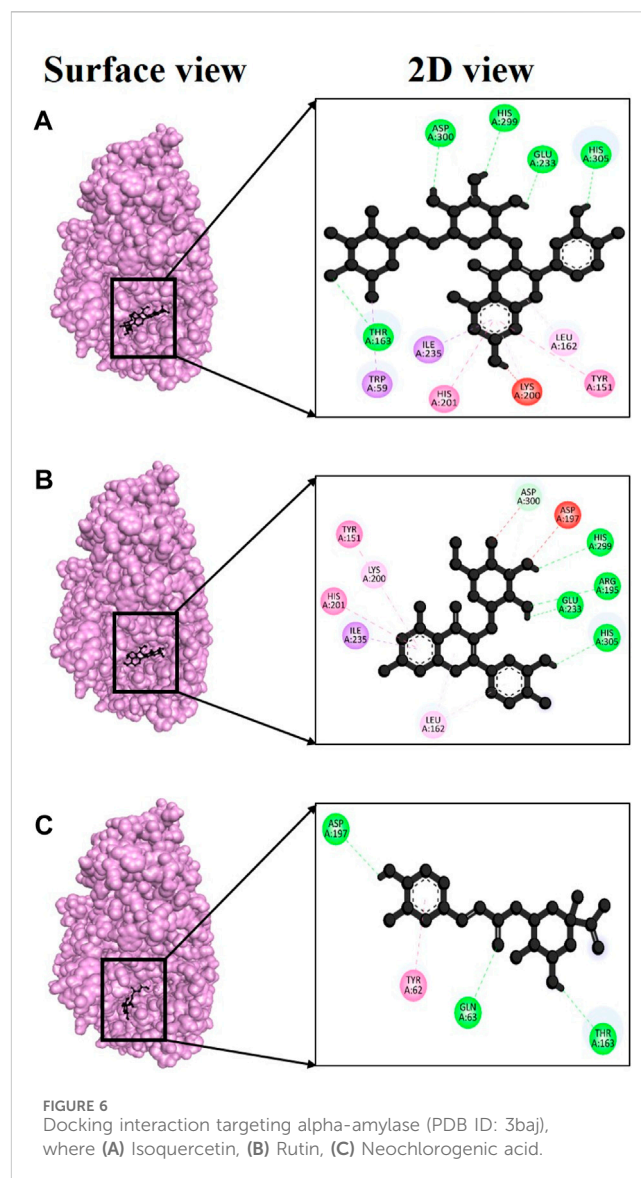 Surface view
2D view
A
ASP
A:300
HIS
A:299
GLU
A:233
HIS
A:305
THR
A:163
TRP
A:59
ILE
A:235
HIS
A:201
LYS
A:200
LEU
A:162
TYR
A:151
B
TYR
A:151
LYS
A:200
HIS
A:201
ILE
A:235
LEU
A:162
ASP
A:300
ASP
A:197
HIS
A:299
ARG
A:195
GLU
A:233
HIS
A:305
C
ASP
A:197
TYR
A:62
GLN
A:63
THR
A:163
FIGURE 6
Docking interaction targeting alpha-amylase (PDB ID: 3baj),
where (A) Isoquercetin, (B) Rutin, (C) Neochlorogenic acid.